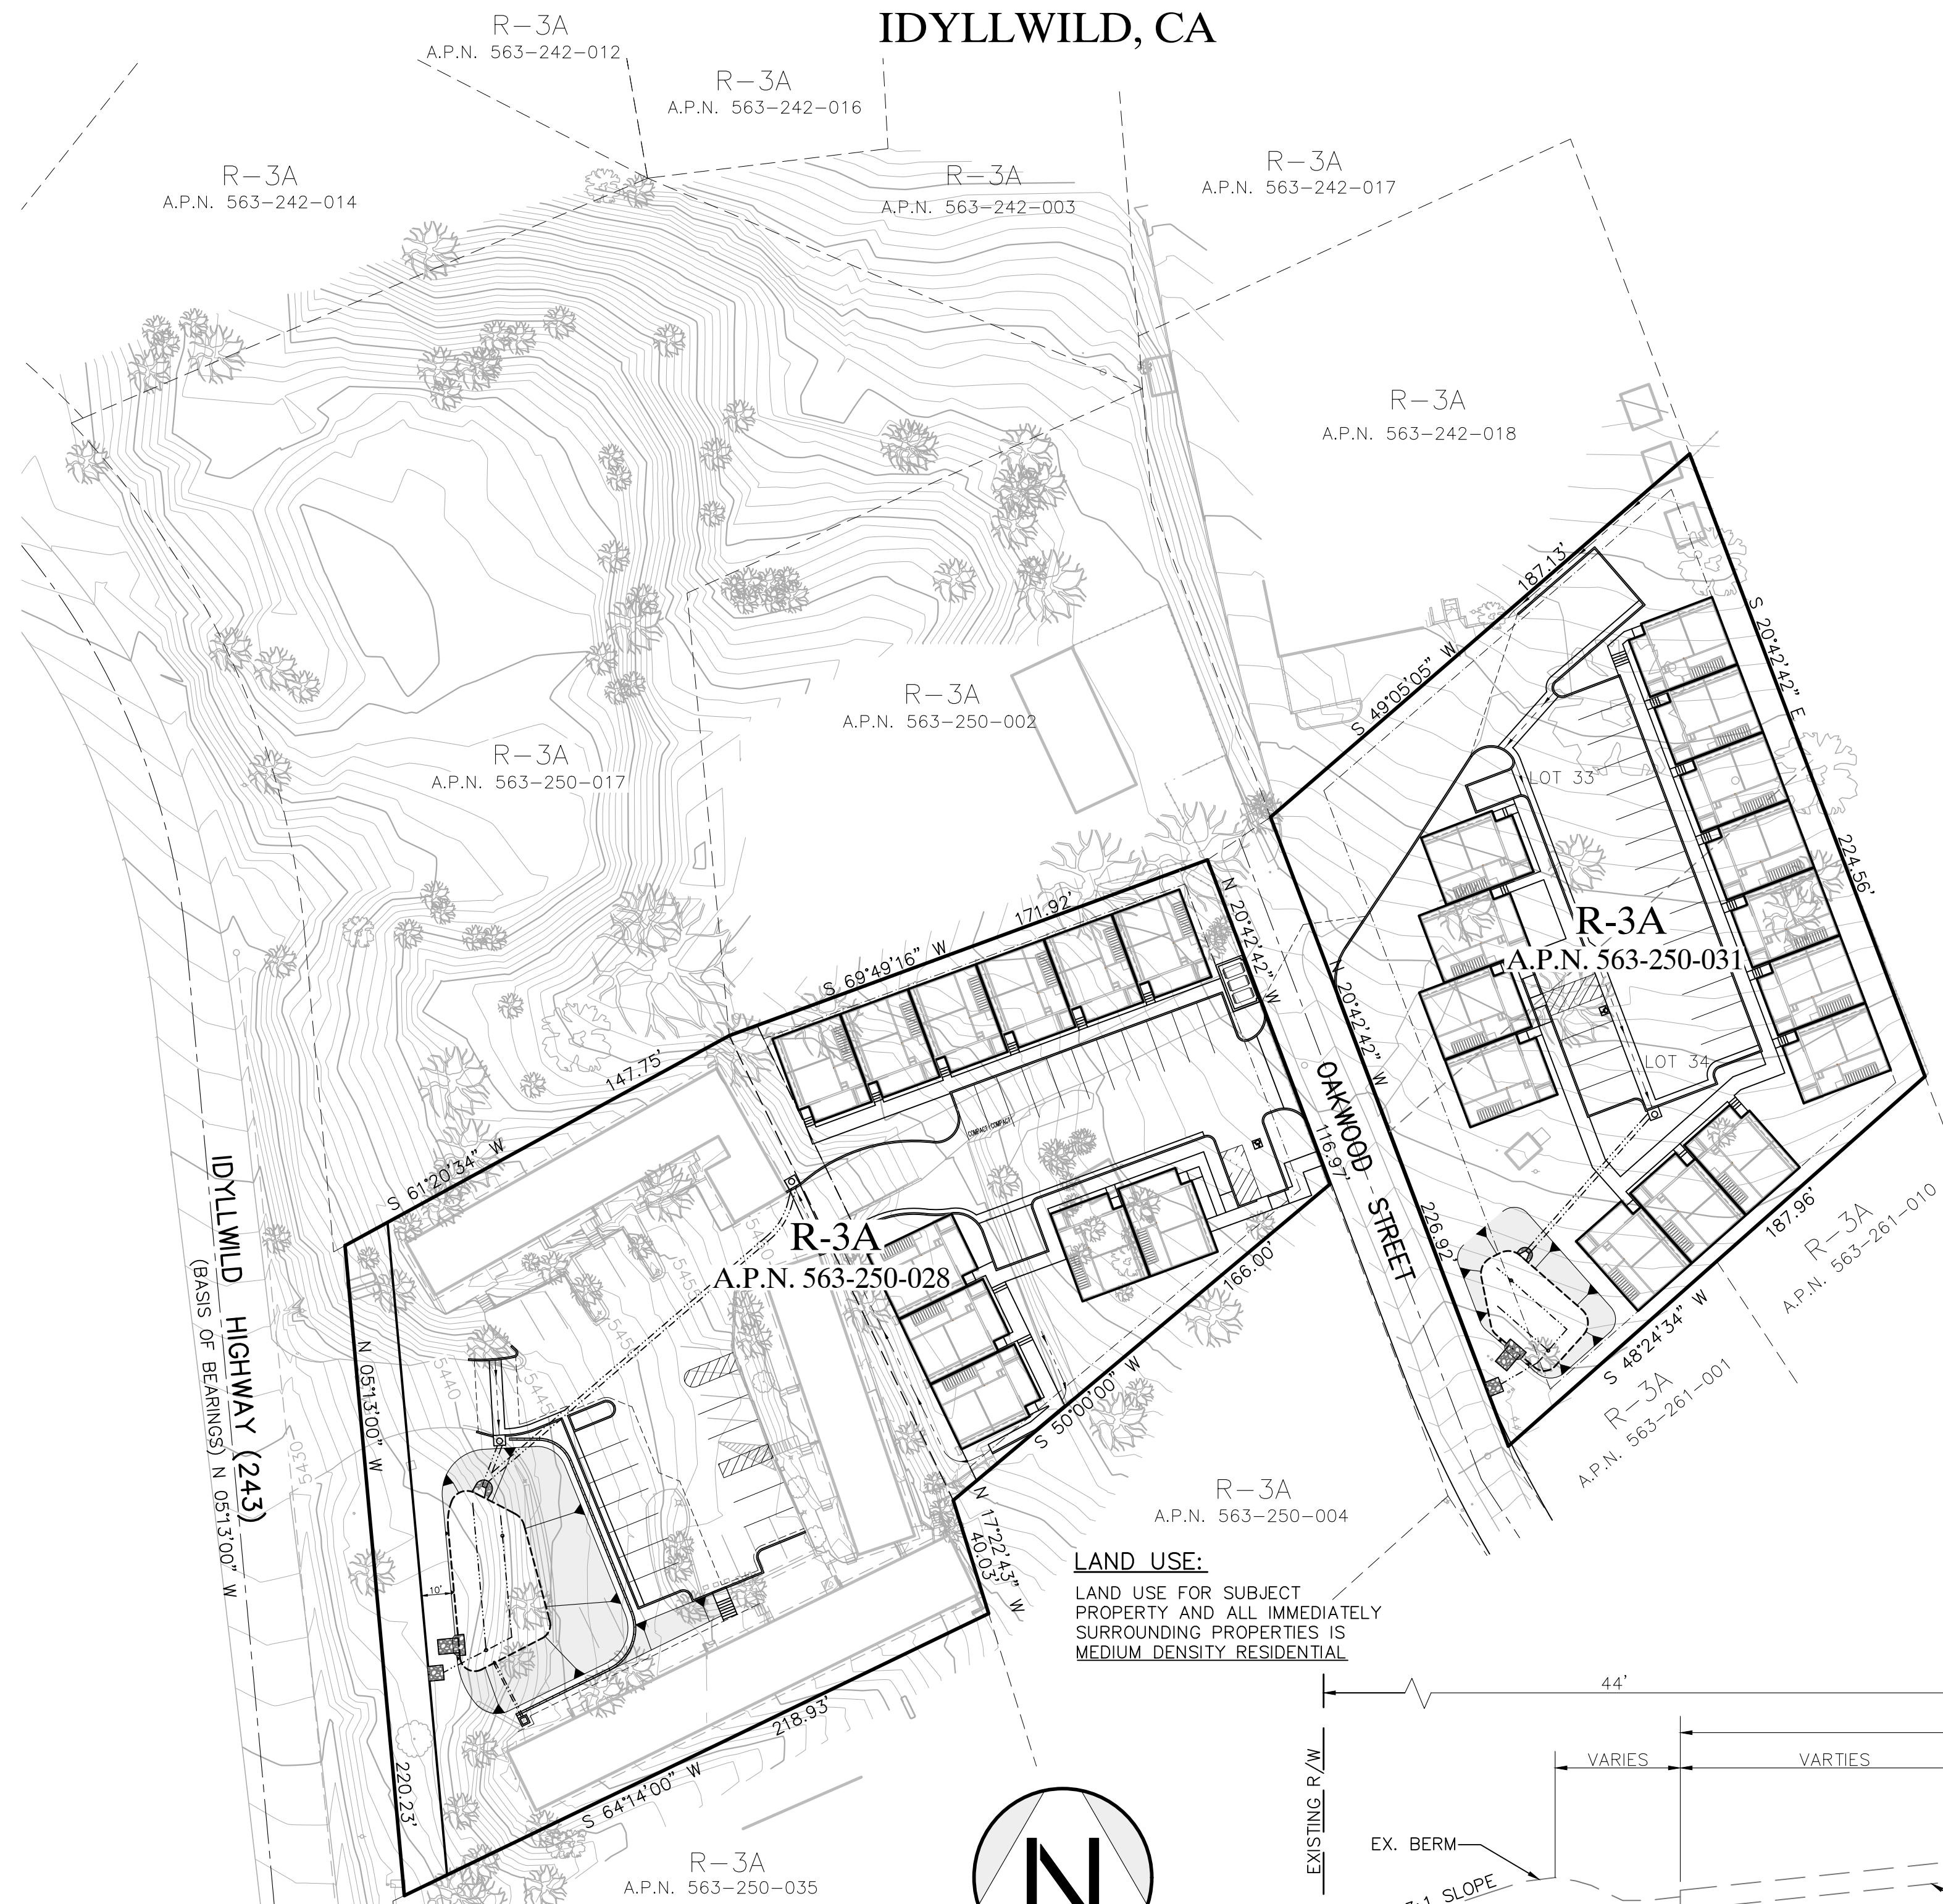 IDYLLWILD, CA
R-3A
A.P.N. 563-242-012
R-3A
A.P.N. 563-242-016
R-3A
A.P.N. 563-242-014
R-3A
A.P.N. 563-242-003
R-3A
A.P.N. 563-242-017
R-3A
A.P.N. 563-242-018
187.13'
S 49°05'05" W
S 20°42'42" E
224.56'
R-3A
A.P.N. 563-250-002
R-3A
A.P.N. 563-250-017
LOT 33
R-3A
A.P.N. 563-250-031
LOT 34
171.92'
S 69°49'16" W
N 20°42'42" W
116.97'
N 20°42'42" W
226.92'
OAKWOOD STREET
147.75'
S 61°20'34" W
COMPACT COMPACT
R-3A
A.P.N. 563-250-028
166.00'
S 50°00'00" W
187.96'
S 48°24'34" W
R-3A
A.P.N. 563-261-010
R-3A
A.P.N. 563-261-001
IDYLLWILD HIGHWAY (243)
(BASIS OF BEARINGS) N 05°13'00" W
N 05°13'00" W
220.23'
5430
5440
5445
10'
N 17°22'43" W
40.03'
218.93'
S 64°14'00" W
R-3A
A.P.N. 563-250-004
LAND USE:
LAND USE FOR SUBJECT
PROPERTY AND ALL IMMEDIATELY
SURROUNDING PROPERTIES IS
MEDIUM DENSITY RESIDENTIAL
R-3A
A.P.N. 563-250-035
N
44'
VARIES
VARTIES
EXISTING R/W
EX. BERM
SLOPE